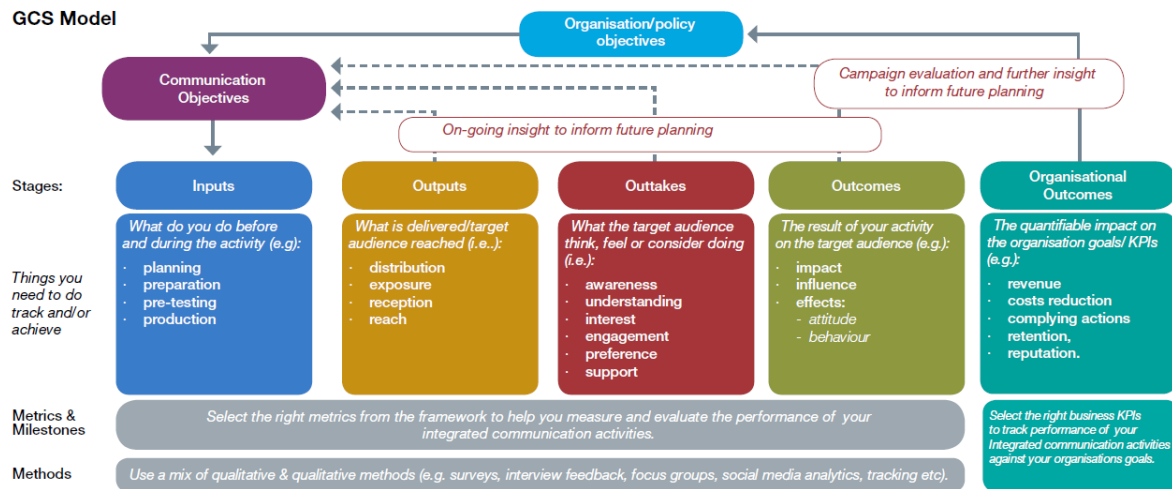 GCS Model
Organisation/policy
objectives
Communication
Objectives
Campaign evaluation and further insight
to inform future planning
On-going insight to inform future planning
Stages:
Inputs
Outputs
Outtakes
Outcomes
Organisational
Outcomes
Things you
need to do
track and/or
achieve
What do you do before
and during the activity (e.g):
· planning
· preparation
· pre-testing
· production
What is delivered/target
audience reached (i.e..):
· distribution
· exposure
· reception
· reach
What the target audience
think, feel or consider doing
(i.e.):
· awareness
· understanding
· interest
· engagement
· preference
· support
The result of your activity
on the target audience (e.g.):
· impact
· influence
· effects:
- attitude
- behaviour
The quantifiable impact on
the organisation goals/ KPIs
(e.g.):
· revenue
· costs reduction
· complying actions
· retention,
· reputation.
Metrics &
Milestones
Select the right metrics from the framework to help you measure and evaluate the performance of your
integrated communication activities.
Select the right business KPIs
to track performance of your
Integrated communication activities
against your organisations goals.
Methods
Use a mix of qualitative & qualitative methods (e.g. surveys, interview feedback, focus groups, social media analytics, tracking etc).